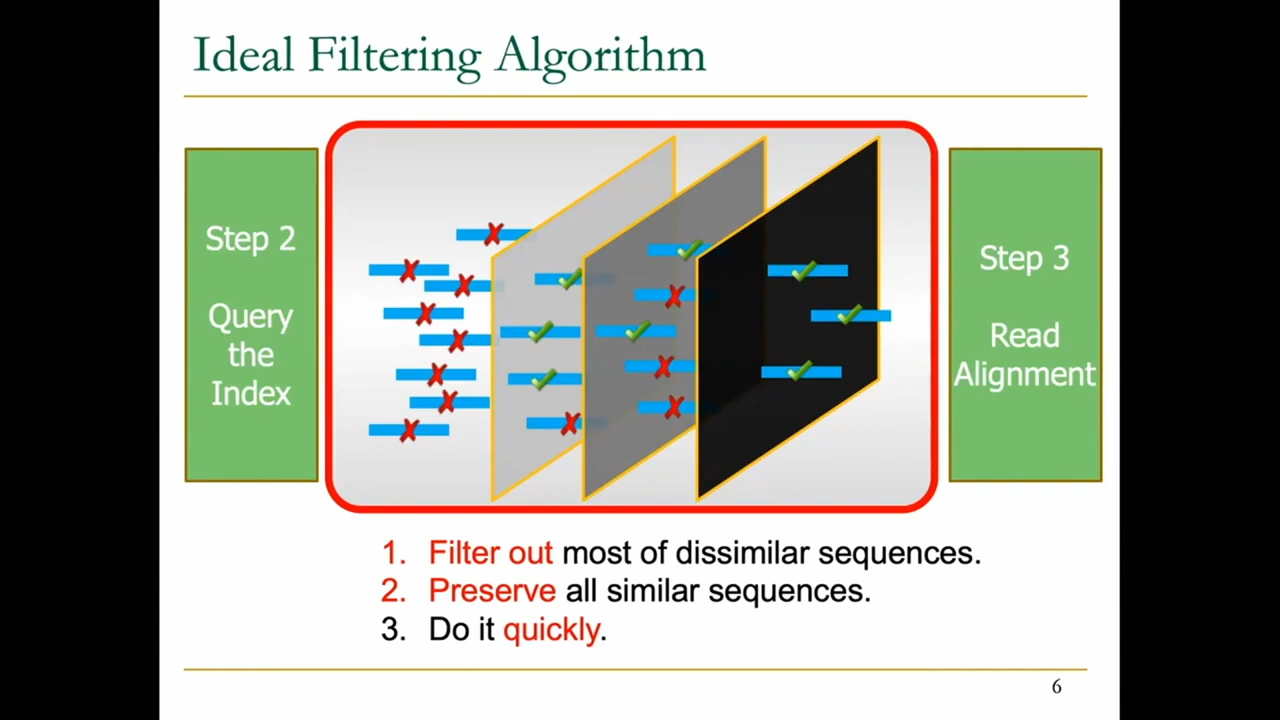 Ideal Filtering Algorithm
Step 2
Query
the
Index
Step 3
Read
Alignment
1. Filter out most of dissimilar sequences.
2. Preserve all similar sequences.
3. Do it quickly.
6